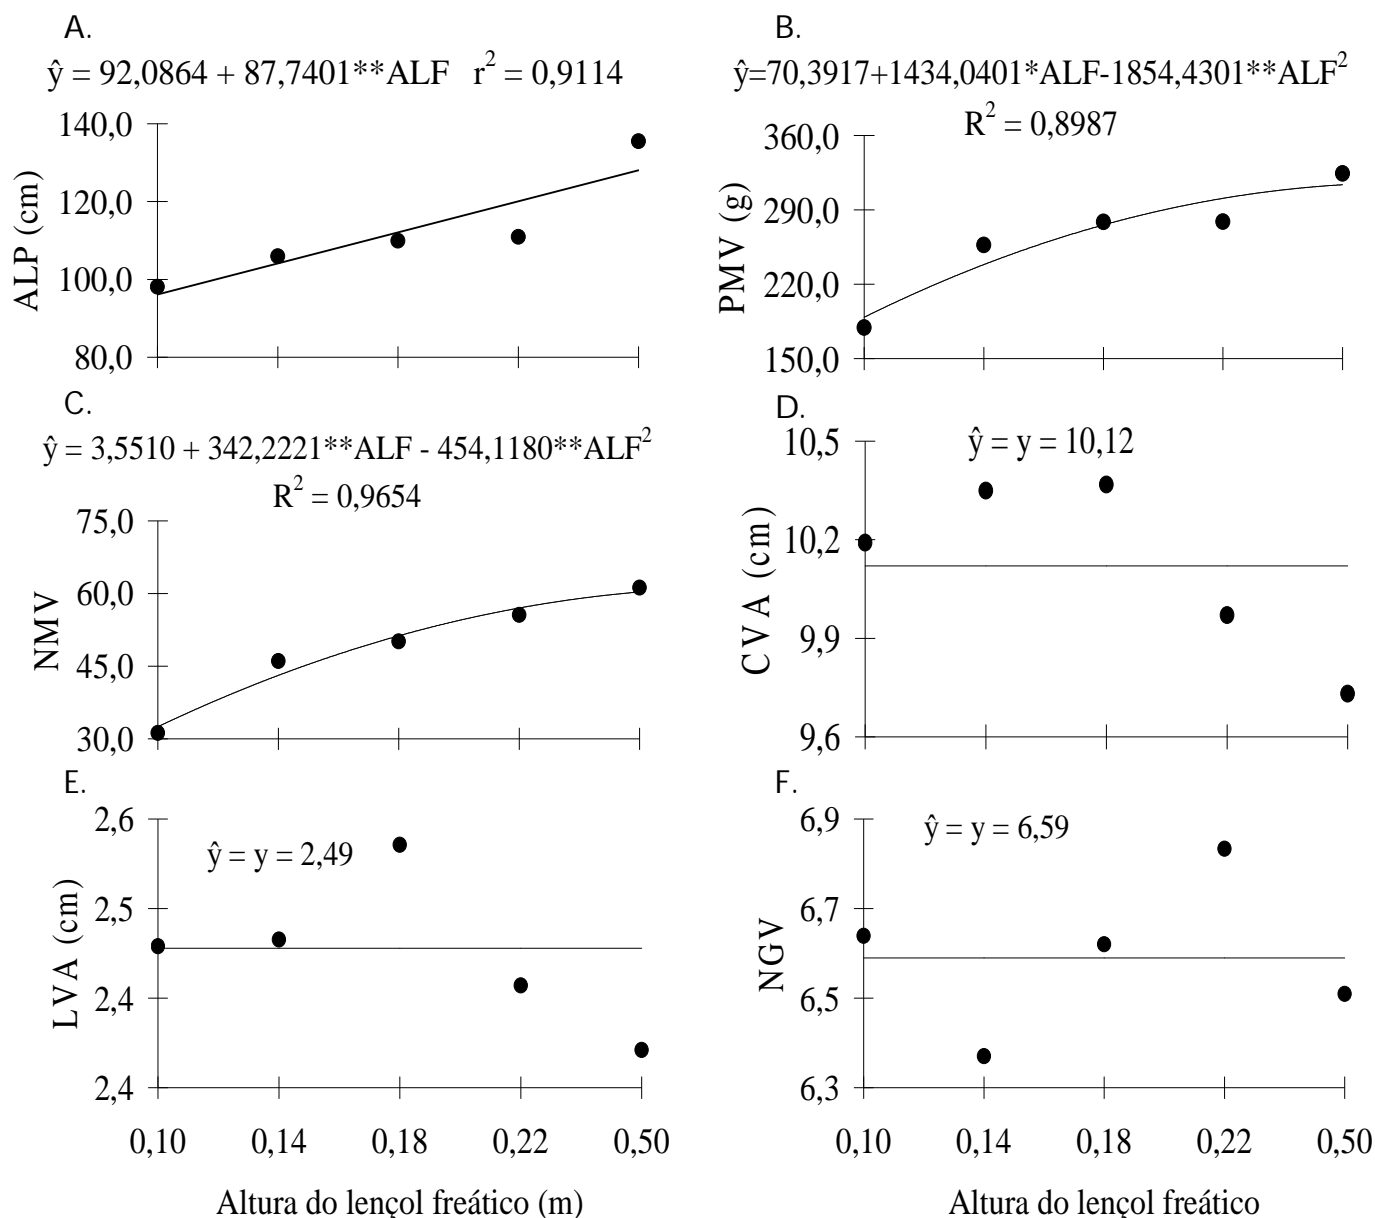 A.
ŷ = 92,0864 + 87,7401**ALF r² = 0,9114
140,0
120,0
100,0
80,0
ALP (cm)
B.
ŷ=70,3917+1434,0401*ALF-1854,4301**ALF²
R² = 0,8987
360,0
290,0
220,0
150,0
PMV (g)
C.
ŷ = 3,5510 + 342,2221**ALF - 454,1180**ALF²
R² = 0,9654
75,0
60,0
45,0
30,0
NMV
D.
ŷ = y = 10,12
10,5
10,2
9,9
9,6
CVA (cm)
E.
ŷ = y = 2,49
2,6
2,5
2,4
2,4
LVA (cm)
0,10 0,14 0,18 0,22 0,50
Altura do lençol freático (m)
F.
ŷ = y = 6,59
6,9
6,7
6,5
6,3
NGV
0,10 0,14 0,18 0,22 0,50
Altura do lençol freático